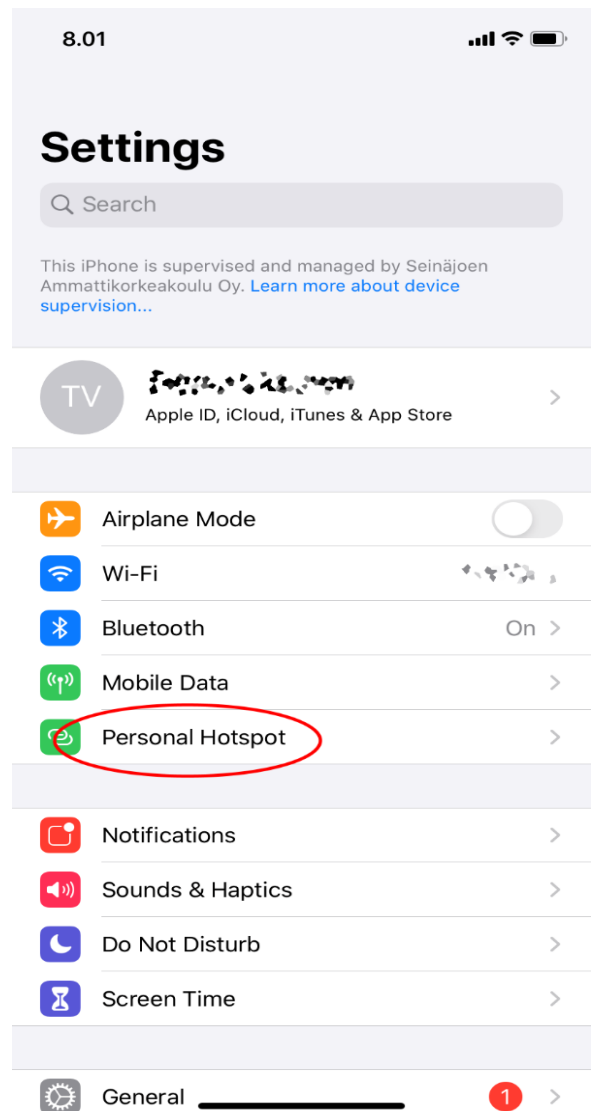 8.01
Settings
Search
This iPhone is supervised and managed by Seinäjoen
Ammattikorkeakoulu Oy. Learn more about device
supervision...
TV
Apple ID, iCloud, iTunes & App Store
Airplane Mode
Wi-Fi
Bluetooth On
Mobile Data
Personal Hotspot
Notifications
Sounds & Haptics
Do Not Disturb
Screen Time
General 1